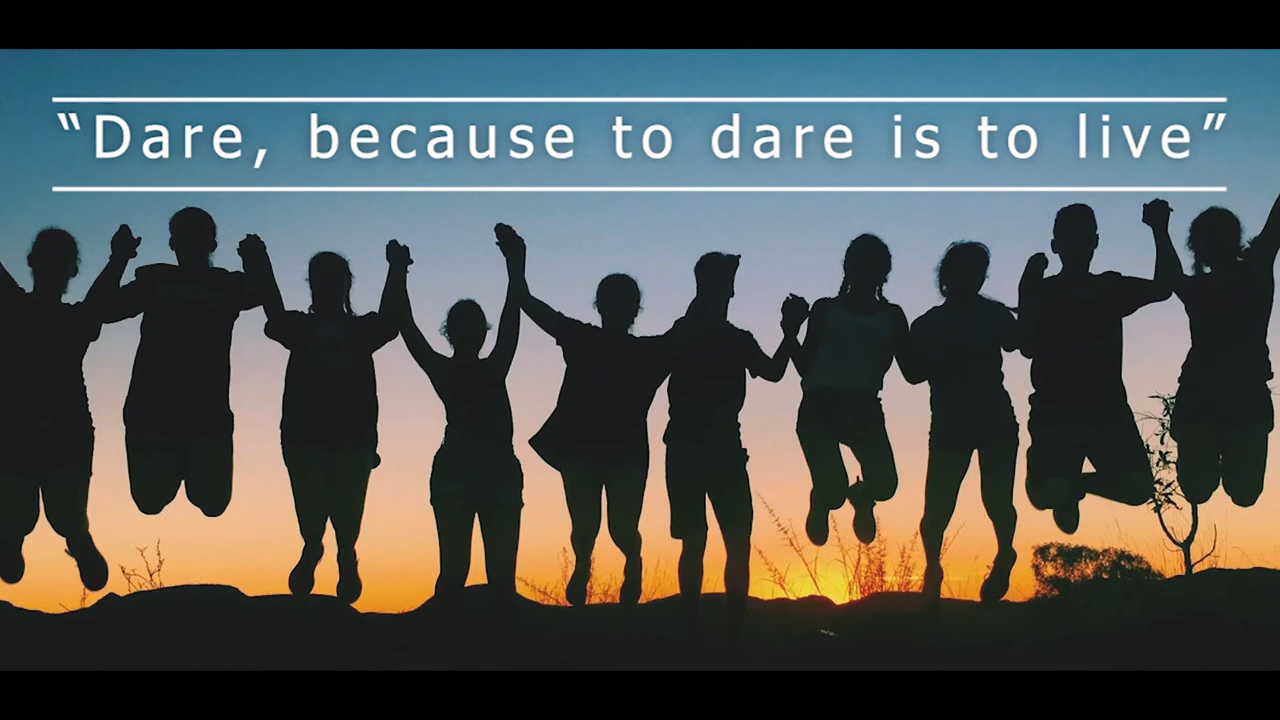 “Dare, because to dare is to live”